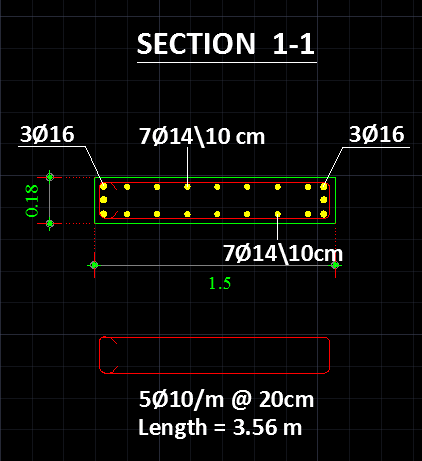 SECTION 1-1
3Ø16
7Ø14\10 cm
3Ø16
0.18
7Ø14\10cm
1.5
5Ø10/m @ 20cm
Length = 3.56 m